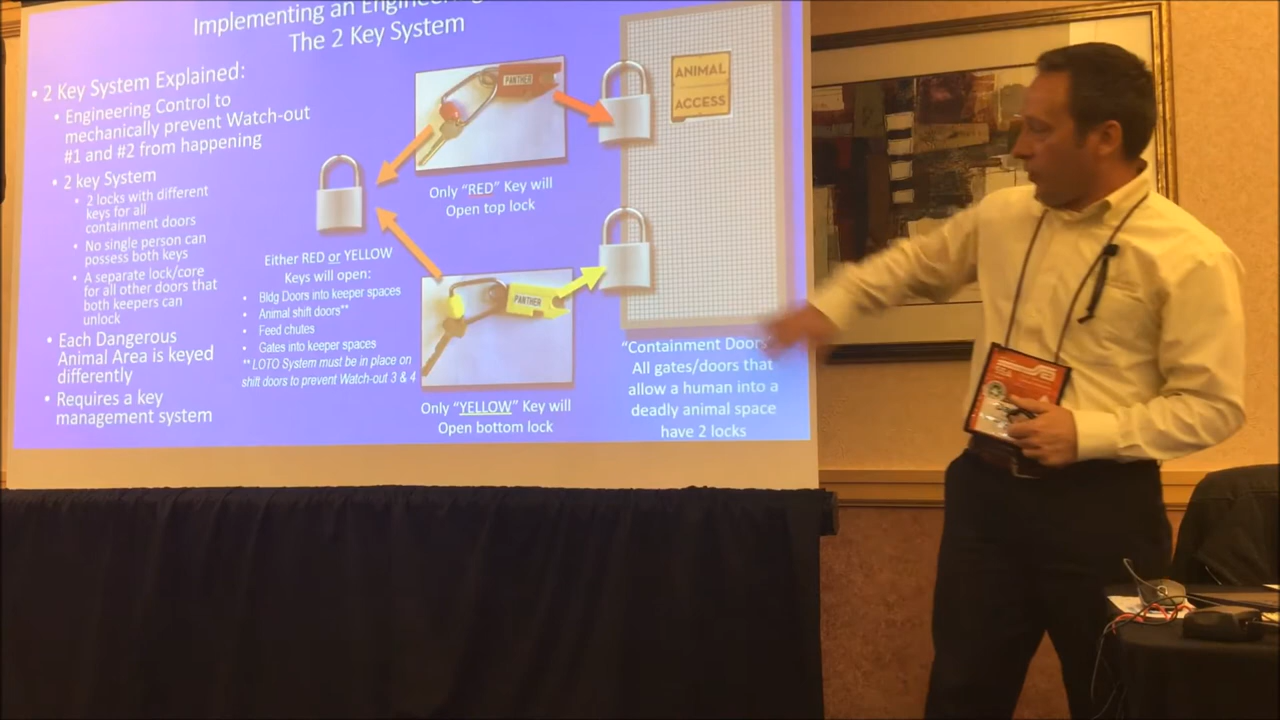 Implementing an Engineering
The 2 Key System
• 2 Key System Explained:
• Engineering Control to
mechanically prevent Watch-out
#1 and #2 from happening
• 2 key System
• 2 locks with different
keys for all
containment doors
• No single person can
possess both keys
• A separate lock/core
for all other doors that
both keepers can
unlock
• Each Dangerous
Animal Area is keyed
differently
• Requires a key
management system
Either RED or YELLOW
Keys will open:
• Bldg Doors into keeper spaces
• Animal shift doors**
• Feed chutes
• Gates into keeper spaces
** LOTO System must be in place on
shift doors to prevent Watch-out 3 & 4
PANTHER
Only "RED" Key will
Open top lock
PANTHER
Only "YELLOW" Key will
Open bottom lock
ANIMAL
ACCESS
"Containment Doors
All gates/doors that
allow a human into a
deadly animal space
have 2 locks